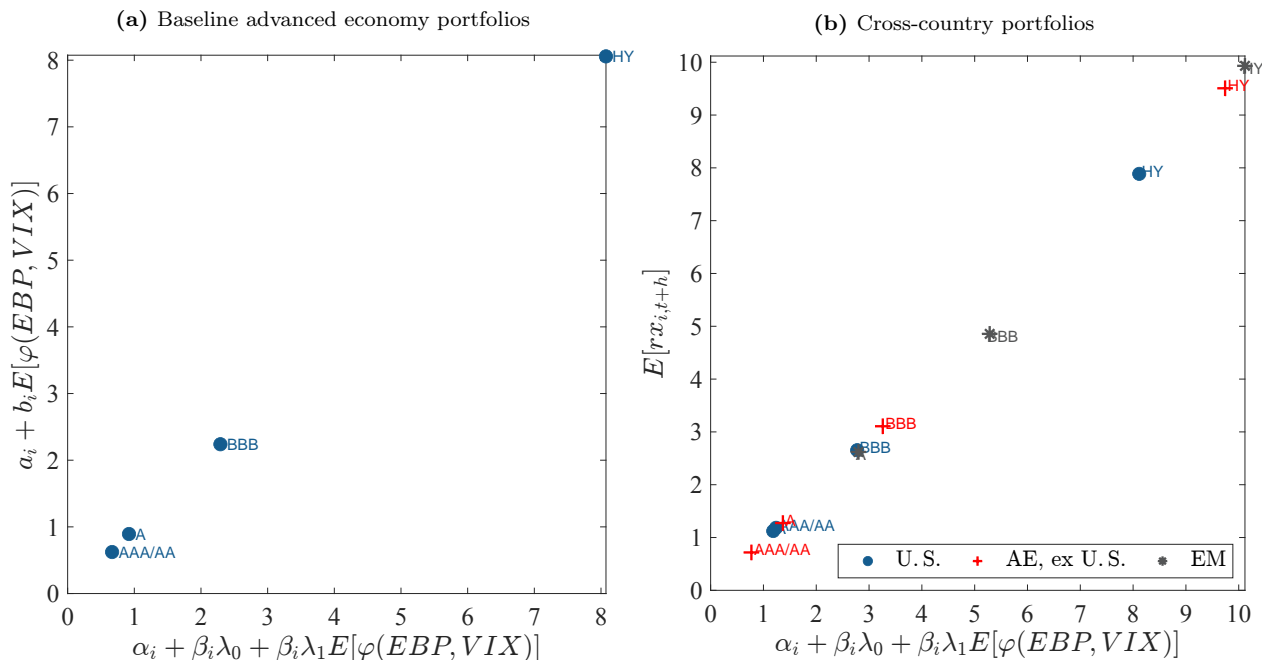 (a) Baseline advanced economy portfolios
8
7
6
5
4
3
2
1
0
a_i + b_i E[φ(EBP, VIX)]
HY
BBB
A
AAA/AA
0 1 2 3 4 5 6 7 8
α_i + β_i λ_0 + β_i λ_1 E[φ(EBP, VIX)]
(b) Cross-country portfolios
10
9
8
7
6
5
4
3
2
1
0
E[rx_{i,t+h}]
HY
HY
HY
BBB
BBB
BBB
A
A
AAA/AA
A
AAA/AA
U. S. AE, ex U. S. EM
0 1 2 3 4 5 6 7 8 9 10
α_i + β_i λ_0 + β_i λ_1 E[φ(EBP, VIX)]